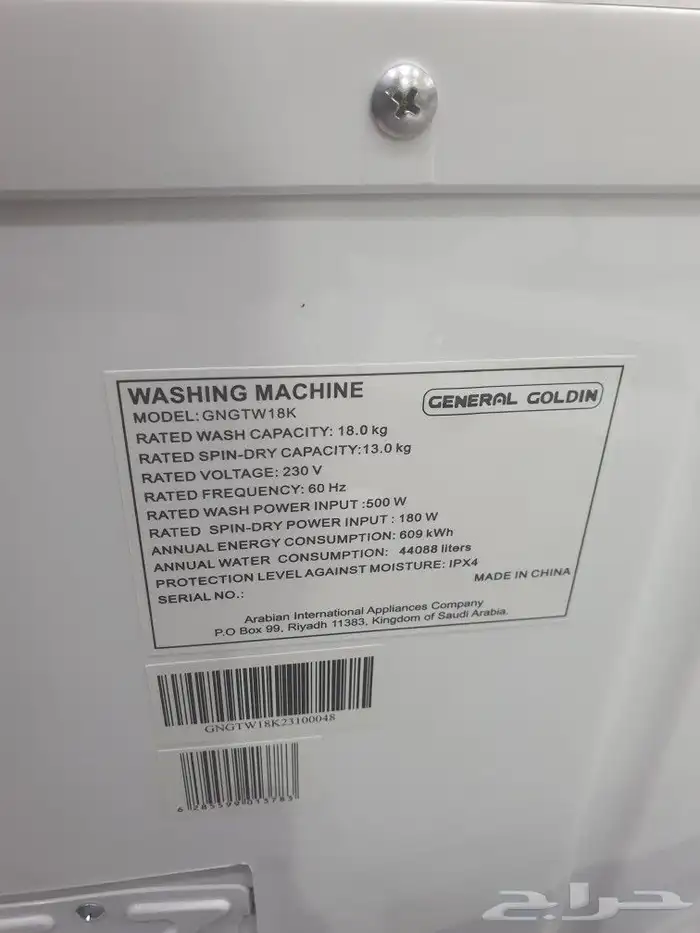 WASHING MACHINE
GENERAL GOLDIN
MODEL: GNGTW18K
RATED WASH CAPACITY: 18.0 kg
RATED SPIN-DRY CAPACITY:13.0 kg
RATED VOLTAGE: 230 V
RATED FREQUENCY: 60 Hz
RATED WASH POWER INPUT :500 W
RATED SPIN-DRY POWER INPUT : 180 W
ANNUAL ENERGY CONSUMPTION: 609 kWh
ANNUAL WATER CONSUMPTION: 44088 liters
PROTECTION LEVEL AGAINST MOISTURE: IPX4
SERIAL NO.:
MADE IN CHINA
Arabian International Appliances Company
P.O Box 99, Riyadh 11383, Kingdom of Saudi Arabia.
GNGTW18K23100048
6 285599 015783
حراج